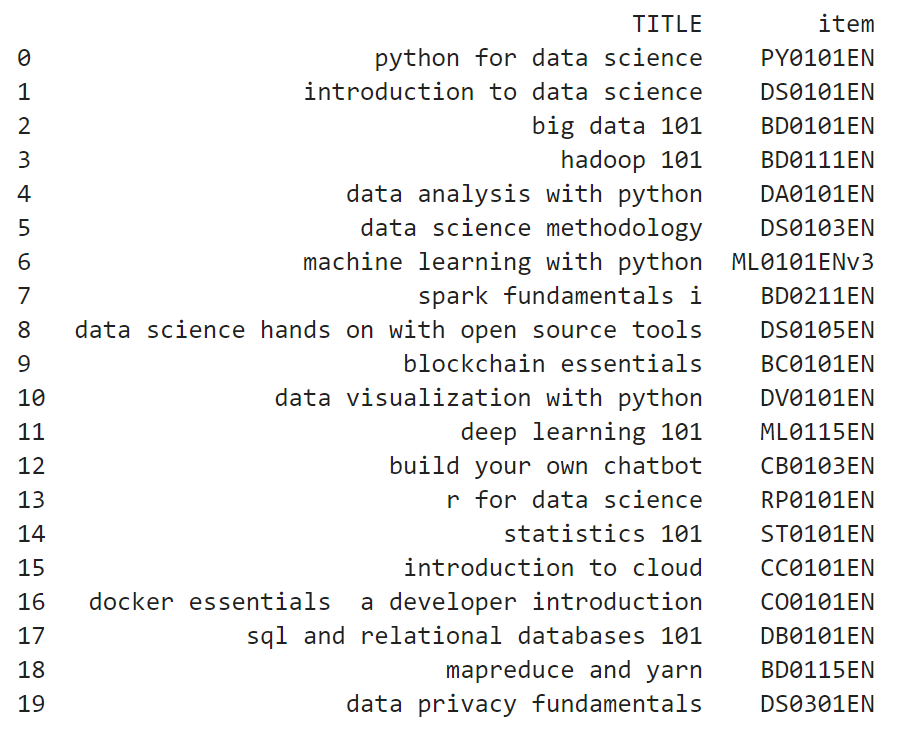 TITLE item
0 python for data science PY0101EN
1 introduction to data science DS0101EN
2 big data 101 BD0101EN
3 hadoop 101 BD0111EN
4 data analysis with python DA0101EN
5 data science methodology DS0103EN
6 machine learning with python ML0101ENv3
7 spark fundamentals i BD0211EN
8 data science hands on with open source tools DS0105EN
9 blockchain essentials BC0101EN
10 data visualization with python DV0101EN
11 deep learning 101 ML0115EN
12 build your own chatbot CB0103EN
13 r for data science RP0101EN
14 statistics 101 ST0101EN
15 introduction to cloud CC0101EN
16 docker essentials  a developer introduction CO0101EN
17 sql and relational databases 101 DB0101EN
18 mapreduce and yarn BD0115EN
19 data privacy fundamentals DS0301EN